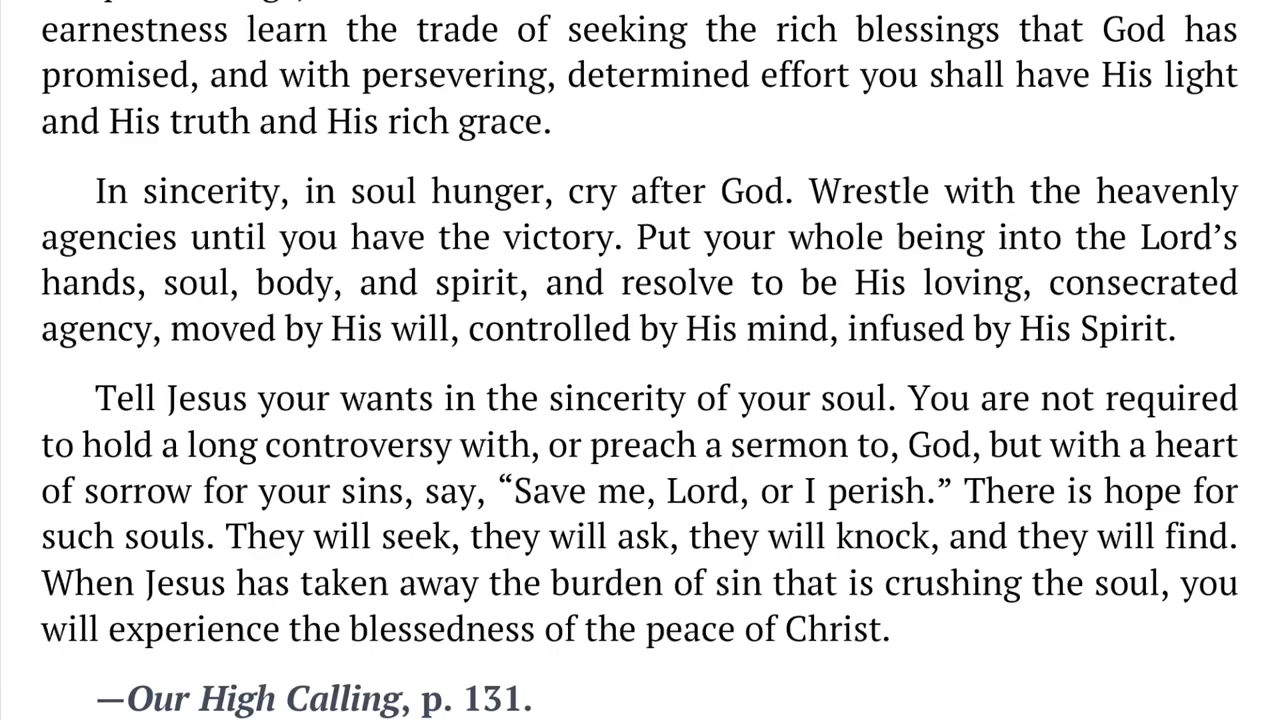 earnestness learn the trade of seeking the rich blessings that God has
promised, and with persevering, determined effort you shall have His light
and His truth and His rich grace.
In sincerity, in soul hunger, cry after God. Wrestle with the heavenly
agencies until you have the victory. Put your whole being into the Lord’s
hands, soul, body, and spirit, and resolve to be His loving, consecrated
agency, moved by His will, controlled by His mind, infused by His Spirit.
Tell Jesus your wants in the sincerity of your soul. You are not required
to hold a long controversy with, or preach a sermon to, God, but with a heart
of sorrow for your sins, say, “Save me, Lord, or I perish.” There is hope for
such souls. They will seek, they will ask, they will knock, and they will find.
When Jesus has taken away the burden of sin that is crushing the soul, you
will experience the blessedness of the peace of Christ.
—Our High Calling, p. 131.